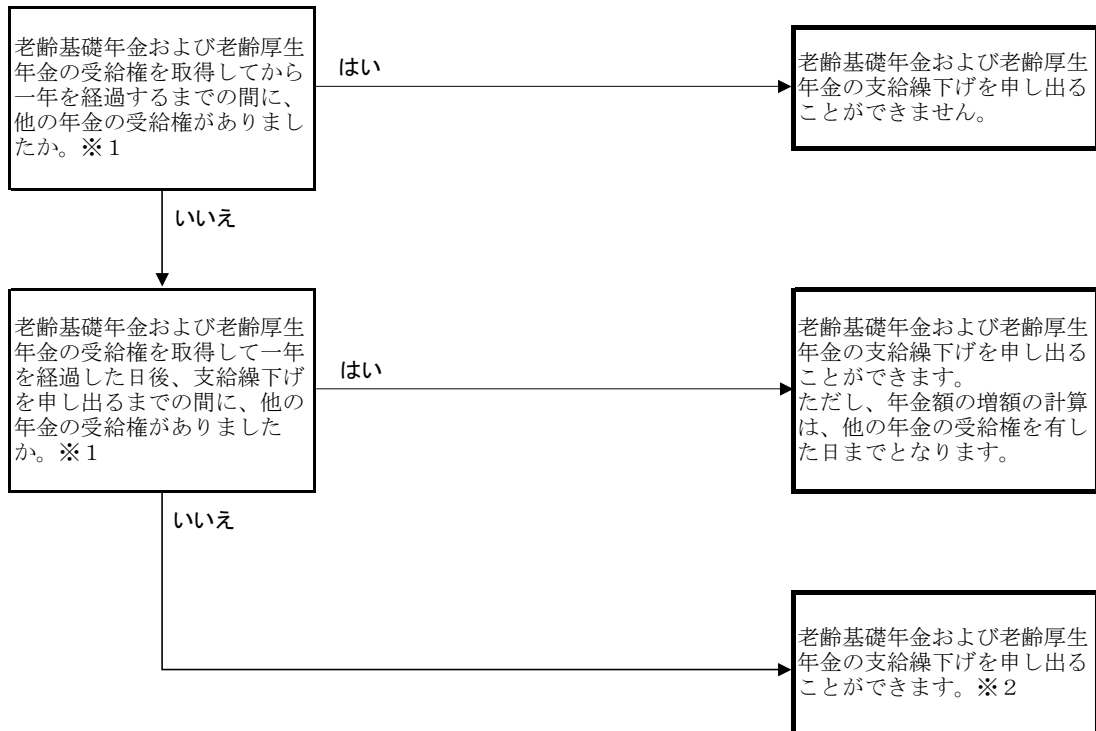 老齢基礎年金および老齢厚生
年金の受給権を取得してから
一年を経過するまでの間に、
他の年金の受給権がありまし
たか。※１
はい
老齢基礎年金および老齢厚生
年金の支給繰下げを申し出る
ことができません。
いいえ
老齢基礎年金および老齢厚生
年金の受給権を取得して一年
を経過した日後、支給繰下げ
を申し出るまでの間に、他の
年金の受給権がありました
か。※１
はい
老齢基礎年金および老齢厚生
年金の支給繰下げを申し出る
ことができます。
ただし、年金額の増額の計算
は、他の年金の受給権を有し
た日までとなります。
いいえ
老齢基礎年金および老齢厚生
年金の支給繰下げを申し出る
ことができます。※２